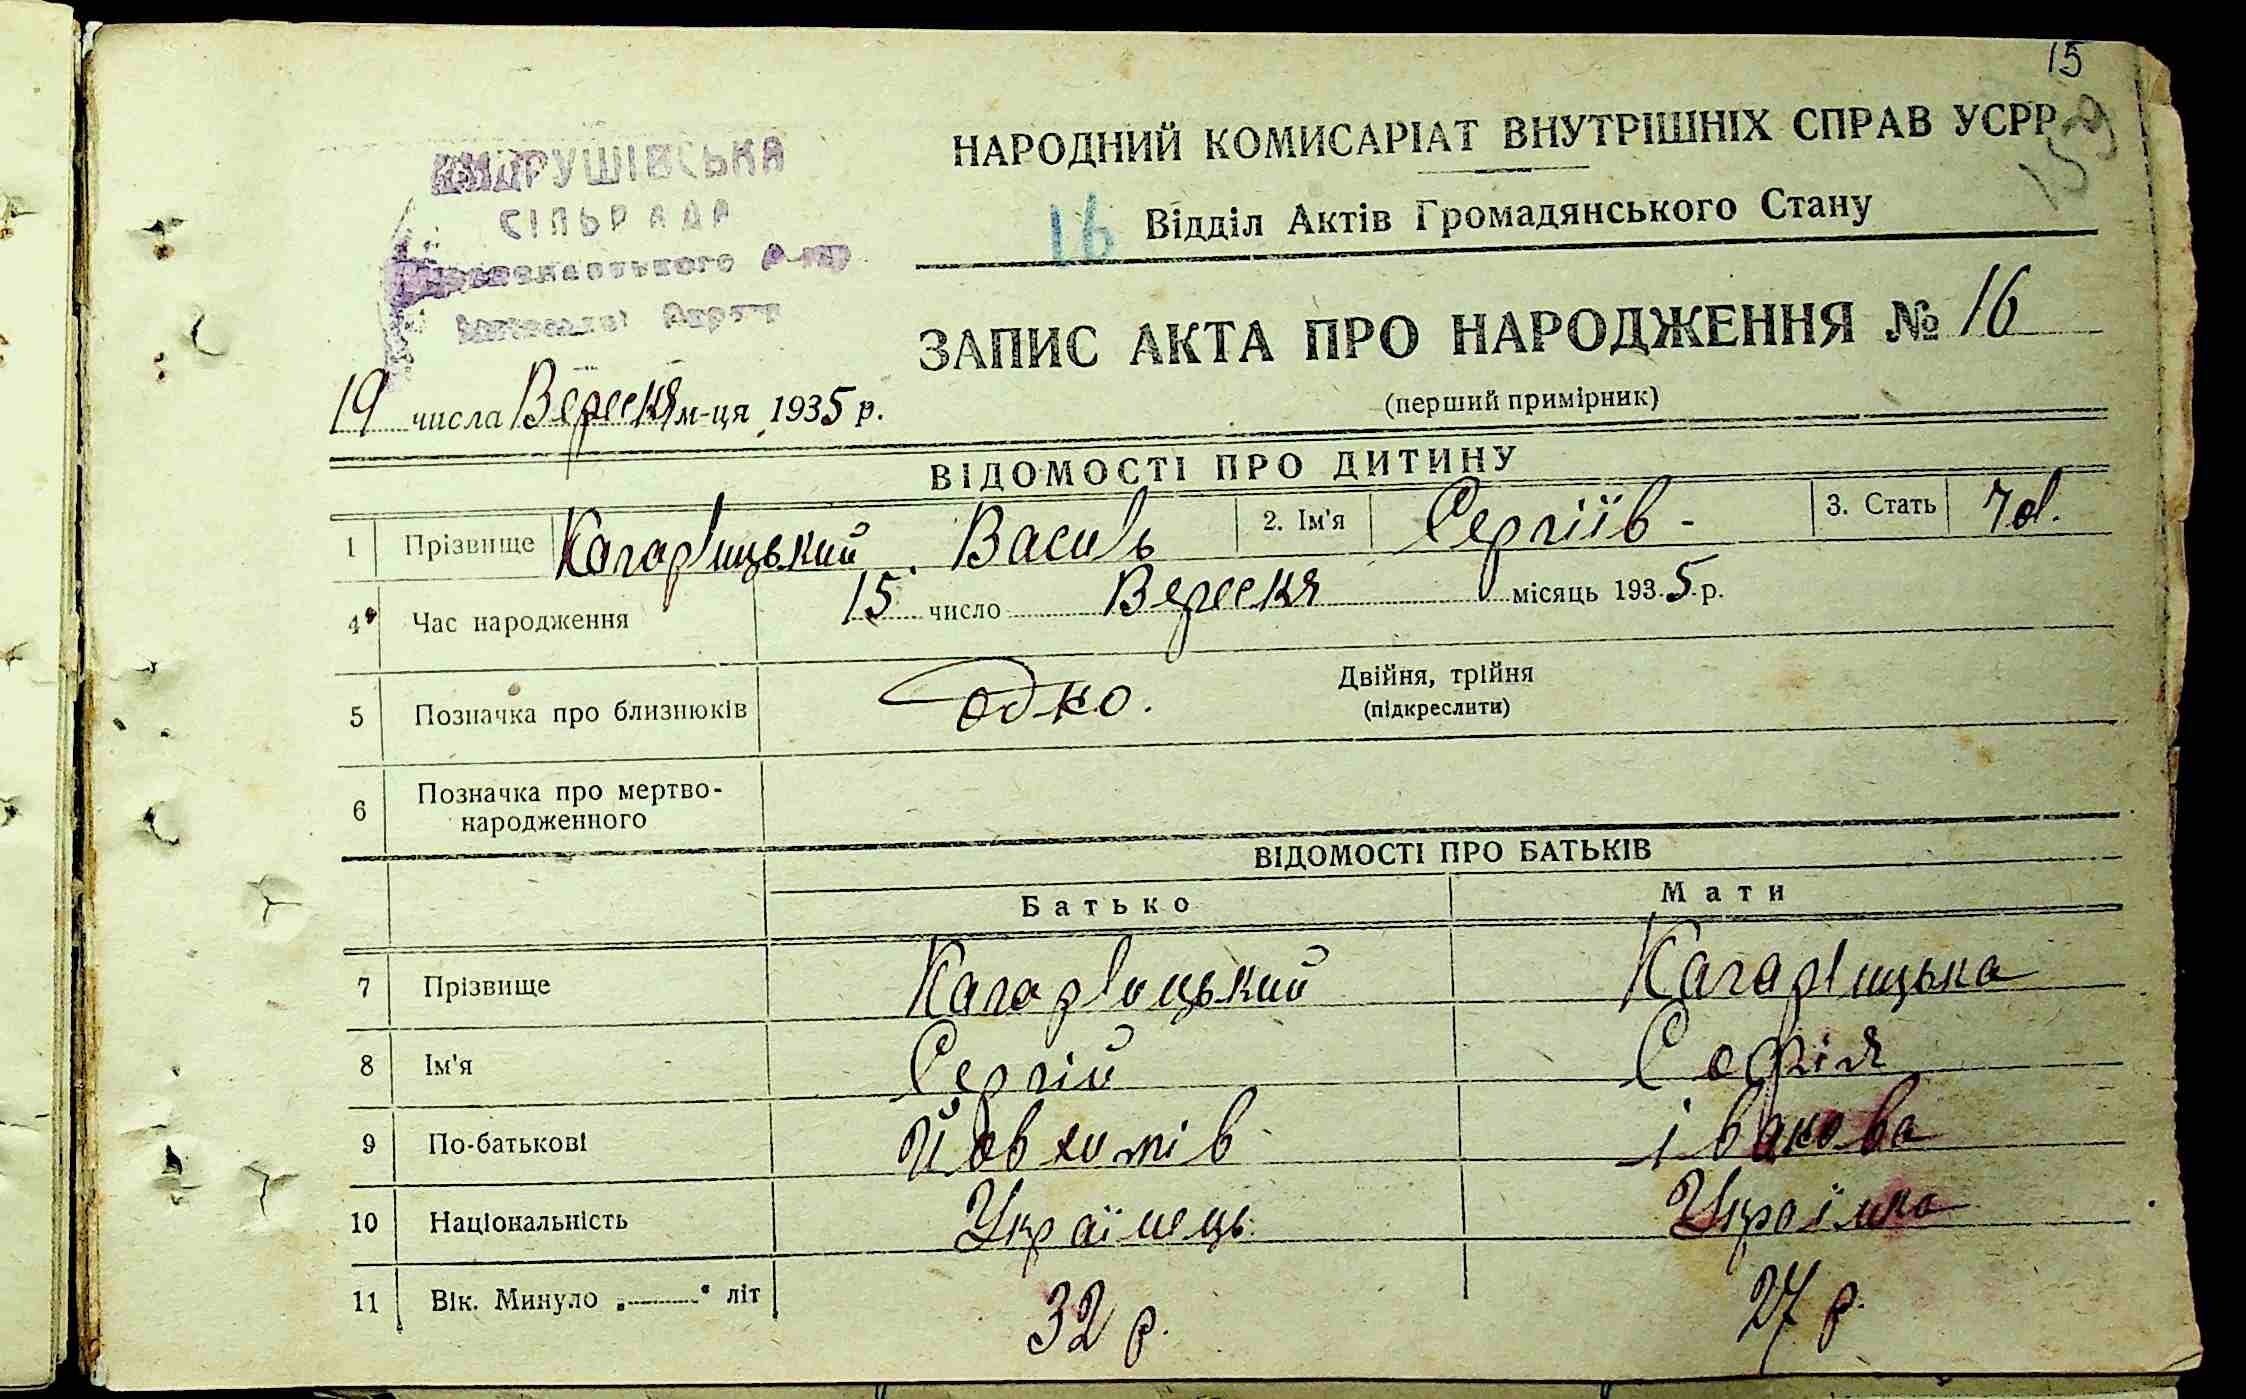 15
159
АНДРУШІВСЬКА
СІЛЬРАДА
НАРОДНИЙ КОМИСАРІАТ ВНУТРІШНІХ СПРАВ УСРР
16 Відділ Актів Громадянського Стану
ЗАПИС АКТА ПРО НАРОДЖЕННЯ № 16
(перший примірник)
19 числа Вересня м-ця 1935 р.
ВІДОМОСТІ ПРО ДИТИНУ
1 Прізвище Кагарлицький Василь 2. Ім'я Сергіїв - 3. Стать чол.
4 Час народження 15 число Вересня місяць 1935 р.
5 Позначка про близнюків одно. Двійня, трійня
(підкреслити)
6 Позначка про мертво-
народженного
ВІДОМОСТІ ПРО БАТЬКІВ
Батько Мати
7 Прізвище Кагарлицький Кагарлицька
8 Ім'я Сергій Софія
9 По-батькові Йовхимів Іванова
10 Національність Українець Українка
11 Вік. Минуло „ " літ 32 р. 27 р.